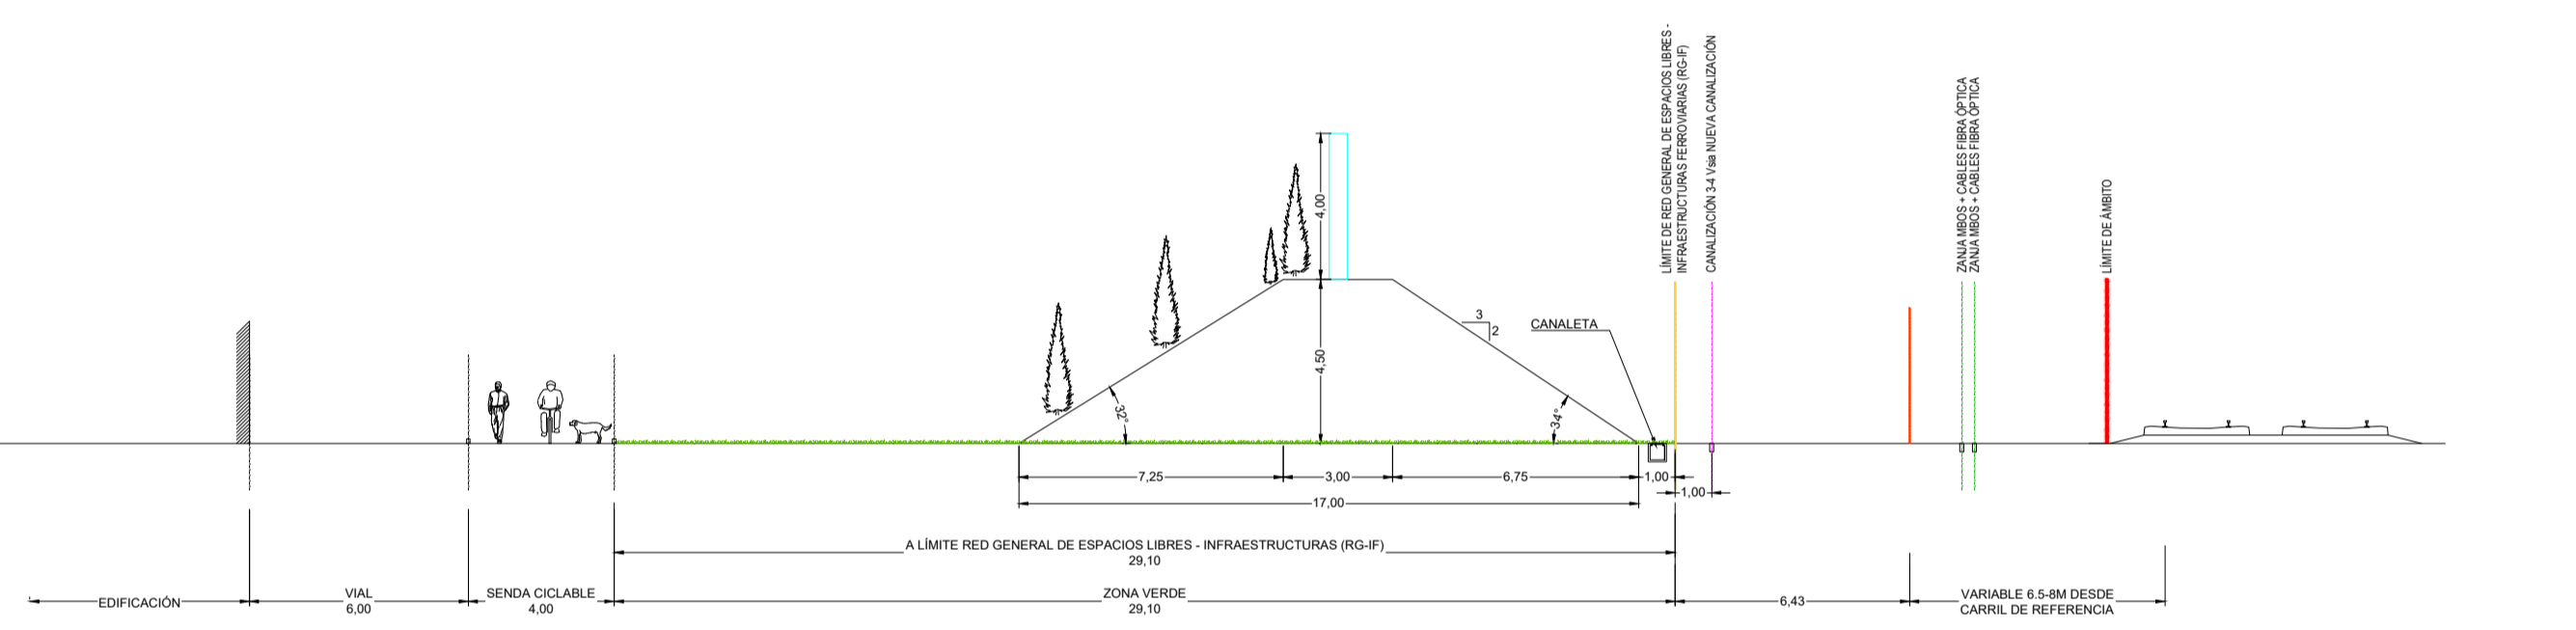 LÍMITE DE RED GENERAL DE ESPACIOS LIBRES -
INFRAESTRUCTURAS FERROVIARIAS (RG-IF)
CANALIZACIÓN 3-4 V sía NUEVA CANALIZACIÓN
ZANJA MBOS + CABLES FIBRA ÓPTICA
ZANJA MBOS + CABLES FIBRA ÓPTICA
LÍMITE DE ÁMBITO
4,00
4,50
3
2
CANALETA
32°
34°
7,25
3,00
6,75
1,00
1,00
17,00
A LÍMITE RED GENERAL DE ESPACIOS LIBRES - INFRAESTRUCTURAS (RG-IF)
29,10
EDIFICACIÓN
VIAL
6,00
SENDA CICLABLE
4,00
ZONA VERDE
29,10
6,43
VARIABLE 6.5-8M DESDE
CARRIL DE REFERENCIA